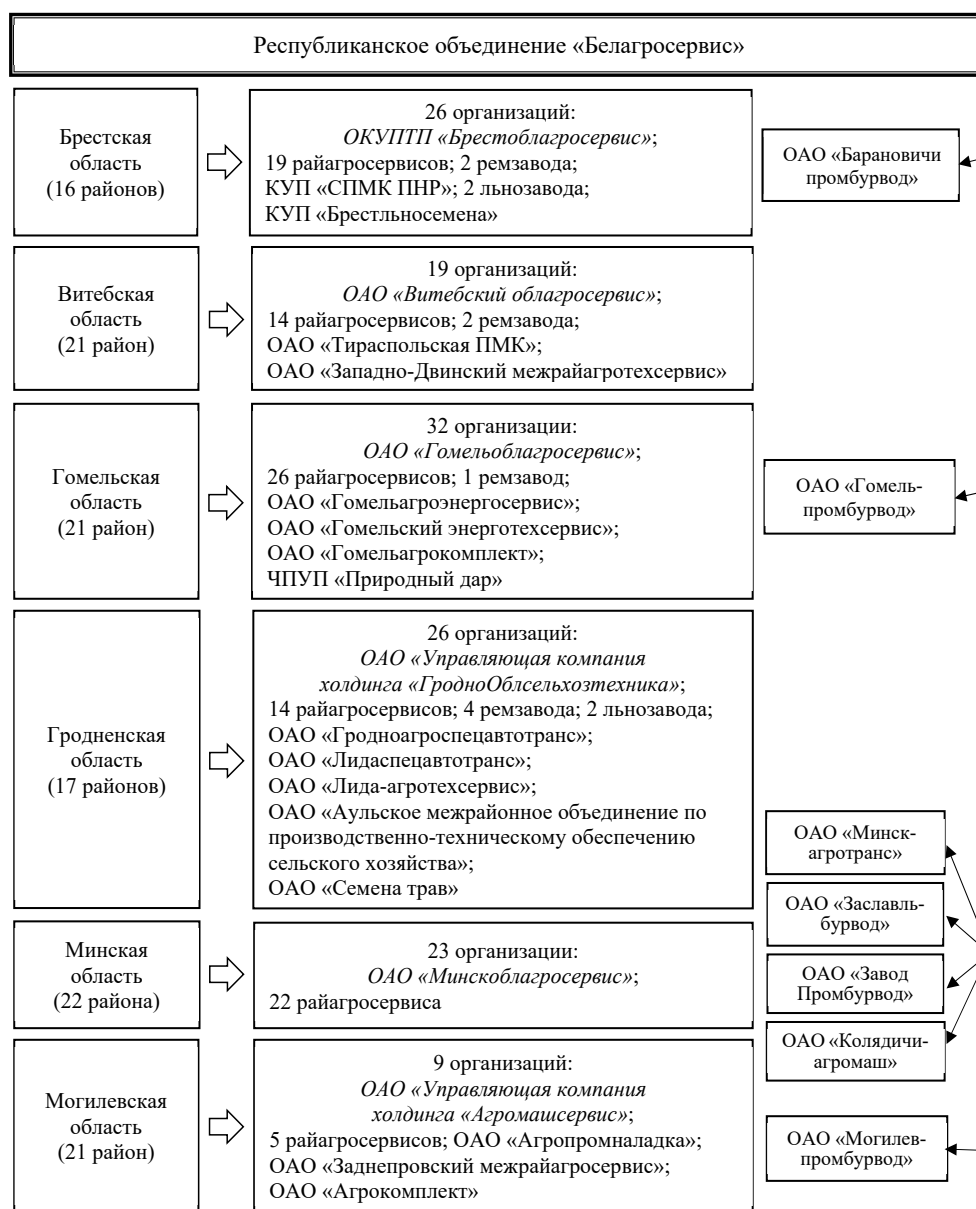 Республиканское объединение «Белагросервис»
Брестская
область
(16 районов)
26 организаций:
ОКУПТП «Брестоблагросервис»;
19 райагросервисов; 2 ремзавода;
КУП «СПМК ПНР»; 2 льнозавода;
КУП «Брестльносемена»
ОАО «Барановичи
промбурвод»
Витебская
область
(21 район)
19 организаций:
ОАО «Витебский облагросервис»;
14 райагросервисов; 2 ремзавода;
ОАО «Тираспольская ПМК»;
ОАО «Западно-Двинский межрайагротехсервис»
Гомельская
область
(21 район)
32 организации:
ОАО «Гомельоблагросервис»;
26 райагросервисов; 1 ремзавод;
ОАО «Гомельагроэнергосервис»;
ОАО «Гомельский энерготехсервис»;
ОАО «Гомельагрокомплект»;
ЧПУП «Природный дар»
ОАО «Гомель-
промбурвод»
Гродненская
область
(17 районов)
26 организаций:
ОАО «Управляющая компания
холдинга «ГродноОблсельхозтехника»;
14 райагросервисов; 4 ремзавода; 2 льнозавода;
ОАО «Гродноагроспецавтотранс»;
ОАО «Лидаспецавтотранс»;
ОАО «Лида-агротехсервис»;
ОАО «Аульское межрайонное объединение по
производственно-техническому обеспечению
сельского хозяйства»;
ОАО «Семена трав»
ОАО «Минск-
агротранс»
ОАО «Заславль-
бурвод»
Минская
область
(22 района)
23 организации:
ОАО «Минскоблагросервис»;
22 райагросервиса
ОАО «Завод
Промбурвод»
ОАО «Колядичи-
агромаш»
Могилевская
область
(21 район)
9 организаций:
ОАО «Управляющая компания
холдинга «Агромашсервис»;
5 райагросервисов; ОАО «Агропромналадка»;
ОАО «Заднепровский межрайагросервис»;
ОАО «Агрокомплект»
ОАО «Могилев-
промбурвод»